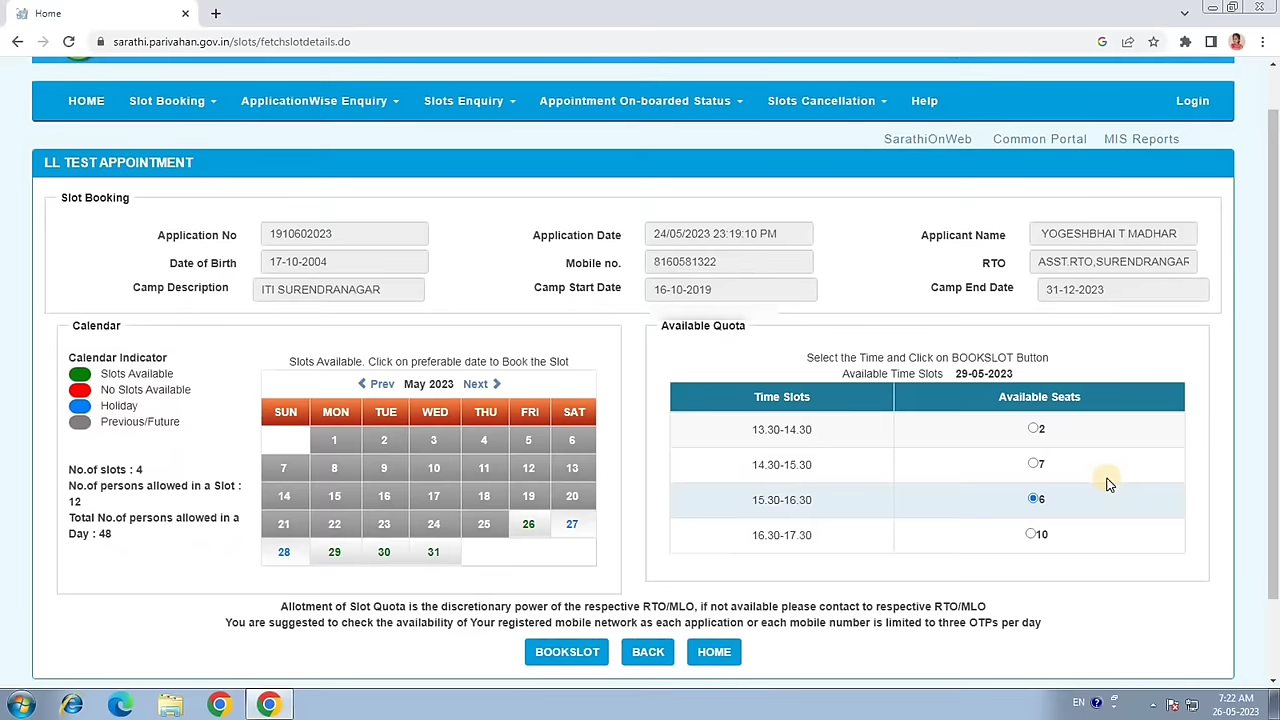 Home
sarathi.parivahan.gov.in/slots/fetchslotdetails.do
HOME Slot Booking ApplicationWise Enquiry Slots Enquiry Appointment On-boarded Status Slots Cancellation Help Login
SarathiOnWeb Common Portal MIS Reports
LL TEST APPOINTMENT
Slot Booking
Application No 1910602023 Application Date 24/05/2023 23:19:10 PM Applicant Name YOGESHBHAI T MADHAR
Date of Birth 17-10-2004 Mobile no. 8160581322 RTO ASST.RTO,SURENDRANGAR
Camp Description ITI SURENDRANAGAR Camp Start Date 16-10-2019 Camp End Date 31-12-2023
Calendar
Calendar Indicator
Slots Available
No Slots Available
Holiday
Previous/Future
No.of slots : 4
No.of persons allowed in a Slot :
12
Total No.of persons allowed in a
Day : 48
Slots Available. Click on preferable date to Book the Slot
Prev May 2023 Next
SUN MON TUE WED THU FRI SAT
1 2 3 4 5 6
7 8 9 10 11 12 13
14 15 16 17 18 19 20
21 22 23 24 25 26 27
28 29 30 31
Available Quota
Select the Time and Click on BOOKSLOT Button
Available Time Slots 29-05-2023
Time Slots Available Seats
13.30-14.30 2
14.30-15.30 7
15.30-16.30 6
16.30-17.30 10
Allotment of Slot Quota is the discretionary power of the respective RTO/MLO, if not available please contact to respective RTO/MLO
You are suggested to check the availability of Your registered mobile network as each application or each mobile number is limited to three OTPs per day
BOOKSLOT BACK HOME
EN
7:22 AM
26-05-2023